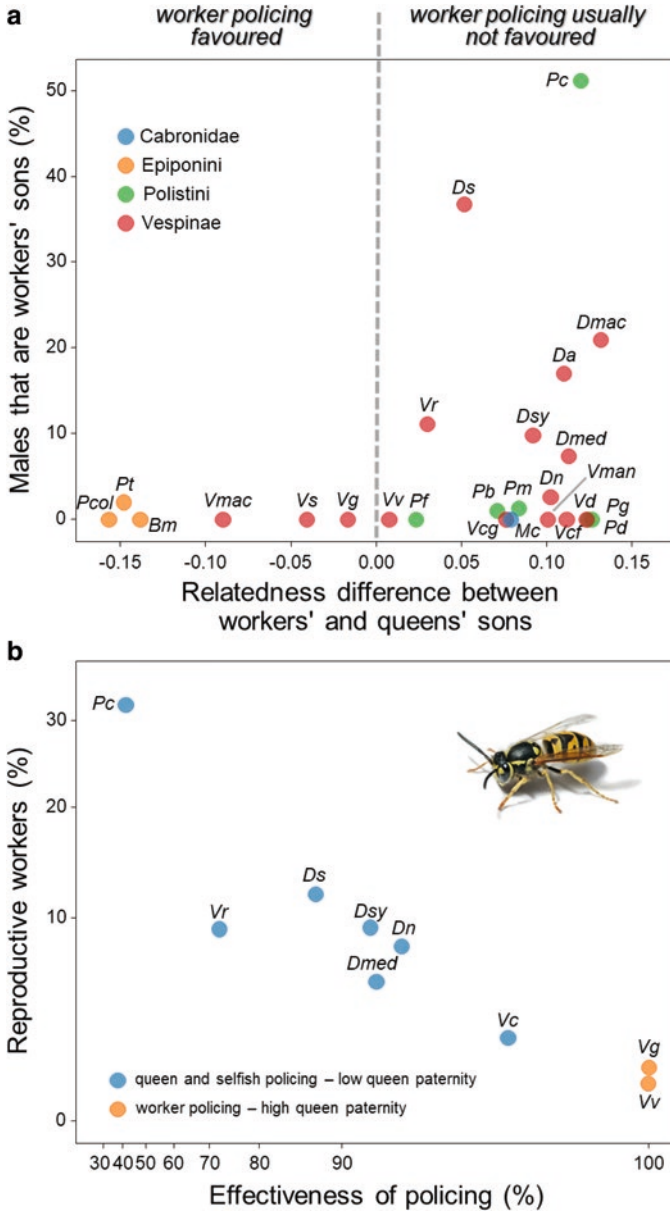 a
worker policing
favoured
worker policing usually
not favoured
Males that are workers' sons (%)
50
40
30
20
10
0
Cabronidae
Epiponini
Polistini
Vespinae
Pc
Ds
Dmac
Da
Vr
Dsy
Dmed
Dn
Vman
Pcol
Pt
Bm
Vmac
Vs
Vg
Vv
Pf
Pb
Pm
Vd
Pg
Vcg
Mc
Vcf
Pd
-0.15
-0.10
-0.05
0.00
0.05
0.10
0.15
Relatedness difference between
workers' and queens' sons
b
Reproductive workers (%)
30
20
10
0
Pc
Ds
Vr
Dsy
Dn
Dmed
Vc
Vg
Vv
queen and selfish policing – low queen paternity
worker policing – high queen paternity
30 40 50 60 70 80 90 100
Effectiveness of policing (%)